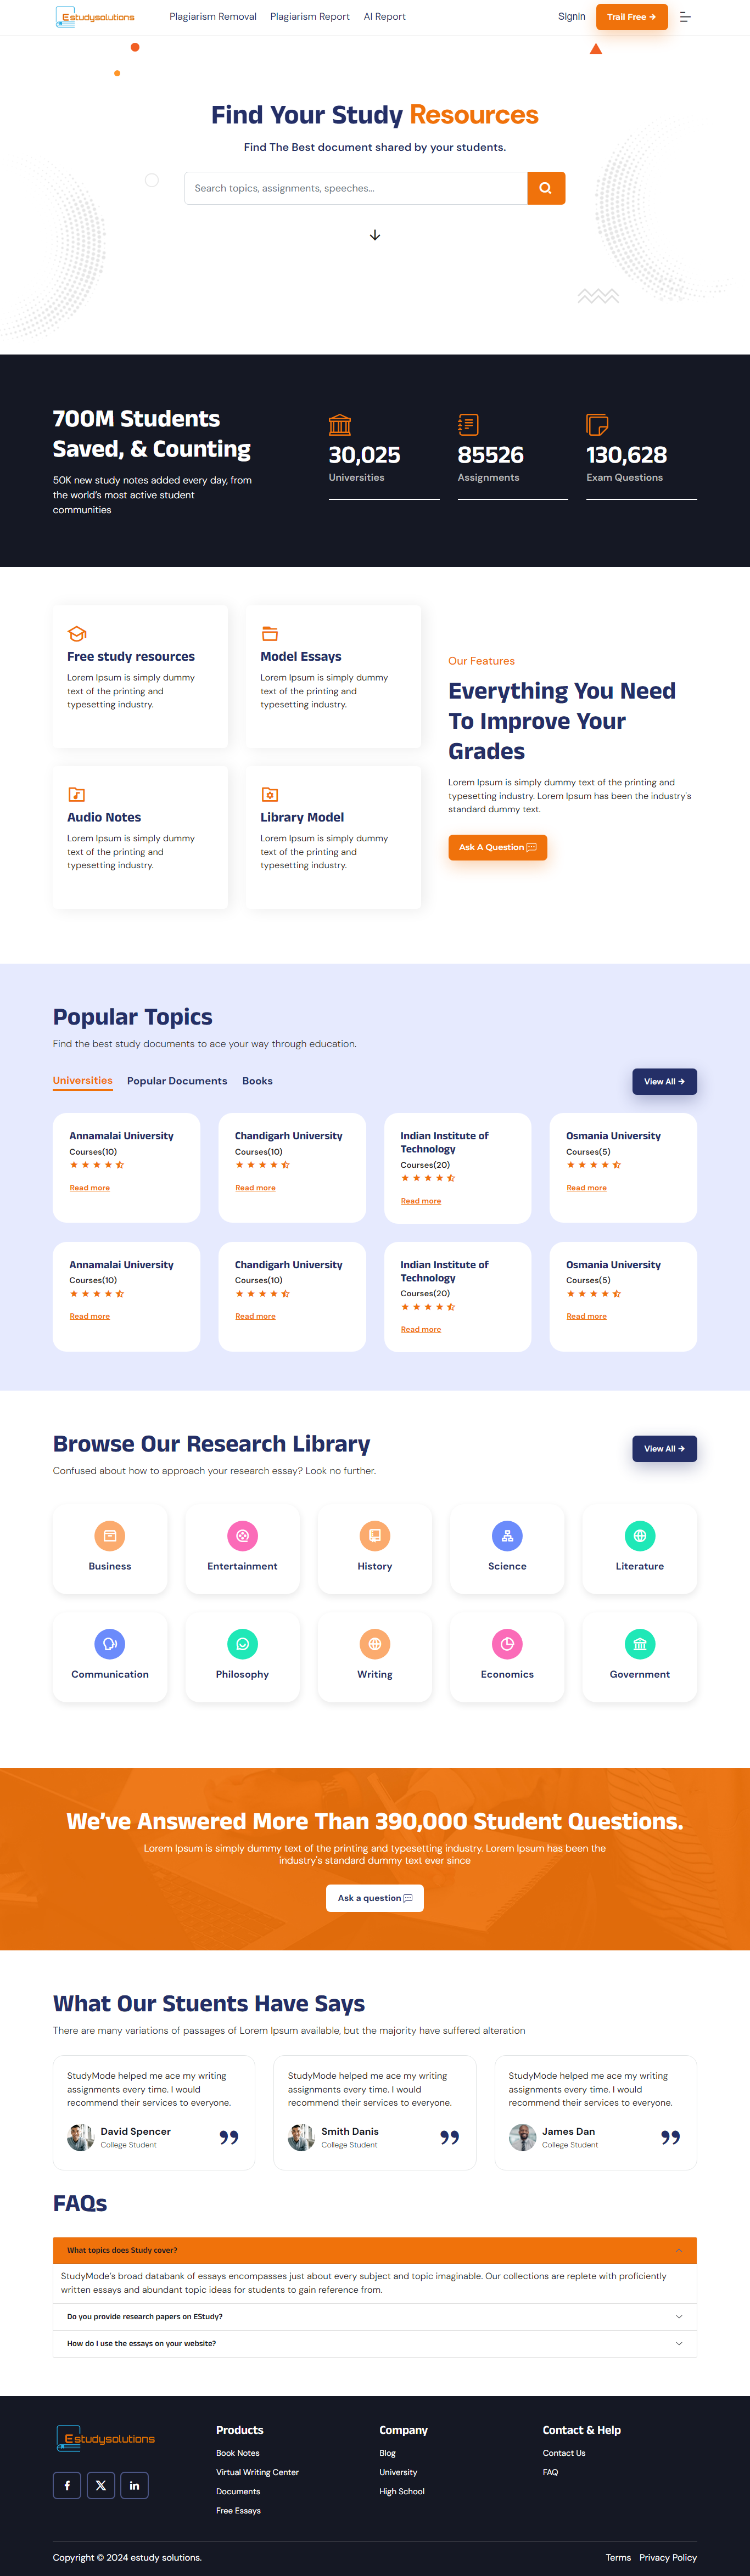 Estudysolutions
Plagiarism Removal
Plagiarism Report
AI Report
Signin
Trail Free
Find Your Study Resources
Find The Best document shared by your students.
Search topics, assignments, speeches...
700M Students
Saved, & Counting
50K new study notes added every day, from
the world's most active student
communities
30,025
Universities
85526
Assignments
130,628
Exam Questions
Free study resources
Lorem Ipsum is simply dummy
text of the printing and
typesetting industry.
Model Essays
Lorem Ipsum is simply dummy
text of the printing and
typesetting industry.
Audio Notes
Lorem Ipsum is simply dummy
text of the printing and
typesetting industry.
Library Model
Lorem Ipsum is simply dummy
text of the printing and
typesetting industry.
Our Features
Everything You Need
To Improve Your
Grades
Lorem Ipsum is simply dummy text of the printing and
typesetting industry. Lorem Ipsum has been the industry's
standard dummy text.
Ask A Question
Popular Topics
Find the best study documents to ace your way through education.
Universities
Popular Documents
Books
View All
Annamalai University
Courses(10)
Read more
Chandigarh University
Courses(10)
Read more
Indian Institute of
Technology
Courses(20)
Read more
Osmania University
Courses(5)
Read more
Annamalai University
Courses(10)
Read more
Chandigarh University
Courses(10)
Read more
Indian Institute of
Technology
Courses(20)
Read more
Osmania University
Courses(5)
Read more
Browse Our Research Library
Confused about how to approach your research essay? Look no further.
View All
Business
Entertainment
History
Science
Literature
Communication
Philosophy
Writing
Economics
Government
We've Answered More Than 390,000 Student Questions.
Lorem Ipsum is simply dummy text of the printing and typesetting industry. Lorem Ipsum has been the
industry's standard dummy text ever since
Ask a question
What Our Stuents Have Says
There are many variations of passages of Lorem Ipsum available, but the majority have suffered alteration
StudyMode helped me ace my writing
assignments every time. I would
recommend their services to everyone.
David Spencer
College Student
StudyMode helped me ace my writing
assignments every time. I would
recommend their services to everyone.
Smith Danis
College Student
StudyMode helped me ace my writing
assignments every time. I would
recommend their services to everyone.
James Dan
College Student
FAQs
What topics does Study cover?
StudyMode's broad databank of essays encompasses just about every subject and topic imaginable. Our collections are replete with proficiently
written essays and abundant topic ideas for students to gain reference from.
Do you provide research papers on EStudy?
How do I use the essays on your website?
Estudysolutions
Products
Book Notes
Virtual Writing Center
Documents
Free Essays
Company
Blog
University
High School
Contact & Help
Contact Us
FAQ
Copyright © 2024 estudy solutions.
Terms
Privacy Policy